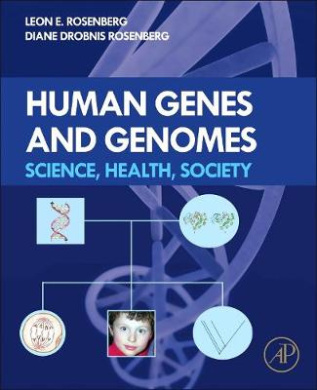 LEON E. ROSENBERG
DIANE DROBNIS ROSENBERG
HUMAN GENES
AND GENOMES
SCIENCE, HEALTH, SOCIETY
AP